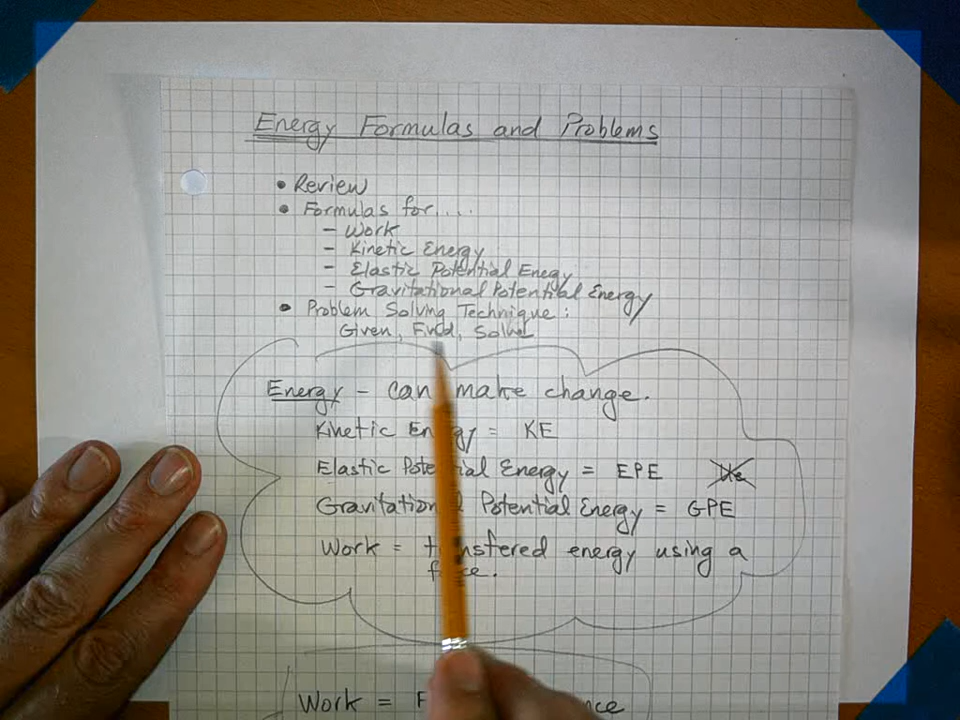 Energy Formulas and Problems
• Review
• Formulas for....
- Work
- Kinetic Energy
- Elastic Potential Enegy
- Gravitational Potential Energy
• Problem Solving Technique:
Given, Find, Solve
Energy - can make change.
Kinetic Energy = KE
Elastic Potential Energy = EPE
Gravitational Potential Energy = GPE
Work = transfered energy using a
force.
Work =